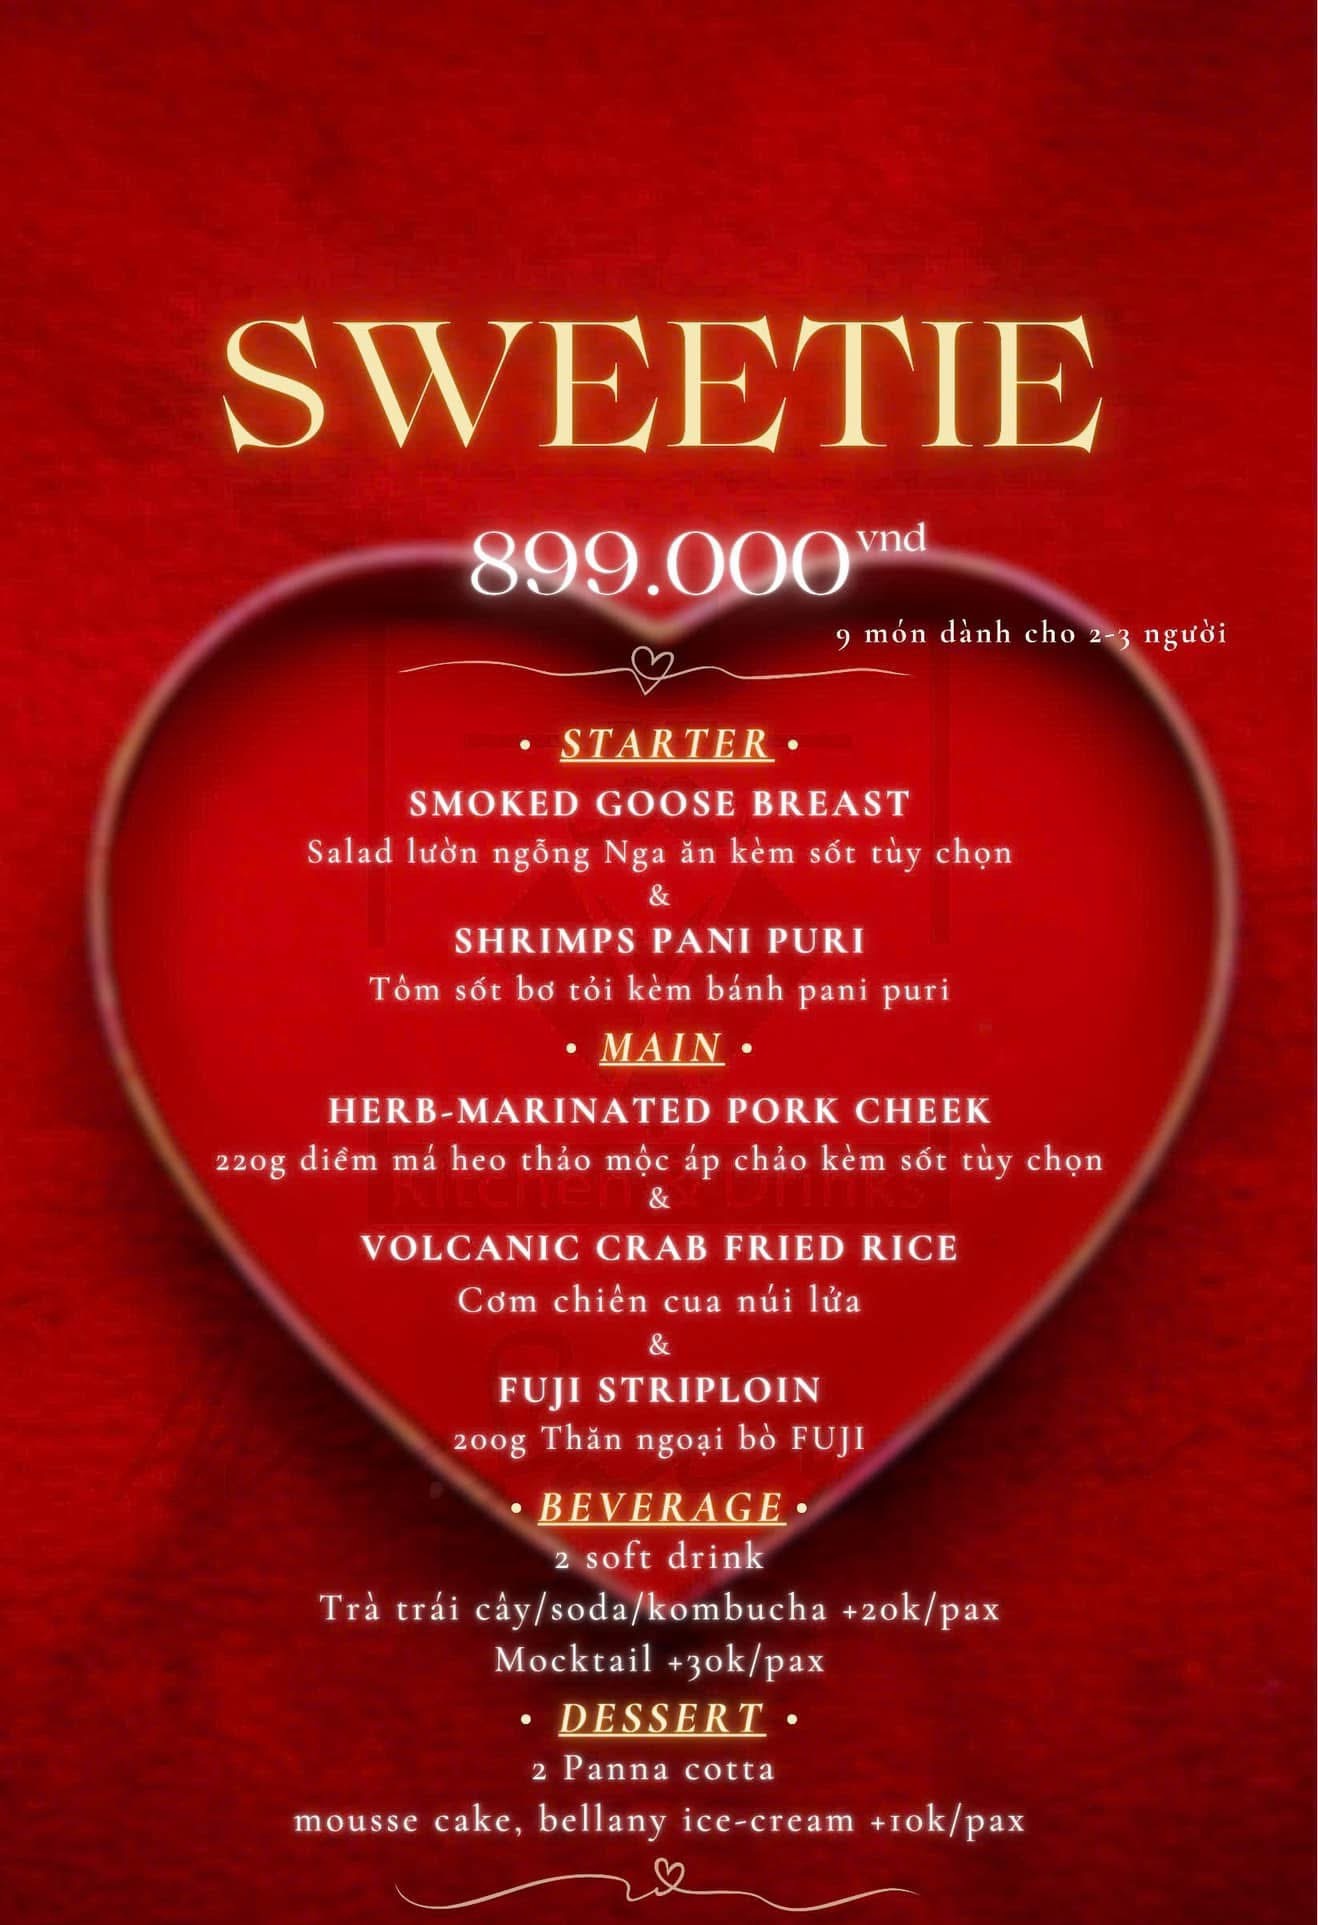 SWEETIE
899.000 vnd
9 món dành cho 2-3 người
• STARTER •
SMOKED GOOSE BREAST
Salad lườn ngỗng Nga ăn kèm sốt tùy chọn
&
SHRIMPS PANI PURI
Tôm sốt bơ tỏi kèm bánh pani puri
• MAIN •
HERB-MARINATED PORK CHEEK
220g diềm má heo thảo mộc áp chảo kèm sốt tùy chọn
Kitchen & Drinks
&
VOLCANIC CRAB FRIED RICE
Cơm chiên cua núi lửa
&
FUJI STRIPLOIN
200g Thăn ngoại bò FUJI
• BEVERAGE •
2 soft drink
Trà trái cây/soda/kombucha +20k/pax
Mocktail +30k/pax
• DESSERT •
2 Panna cotta
mousse cake, bellany ice-cream +10k/pax